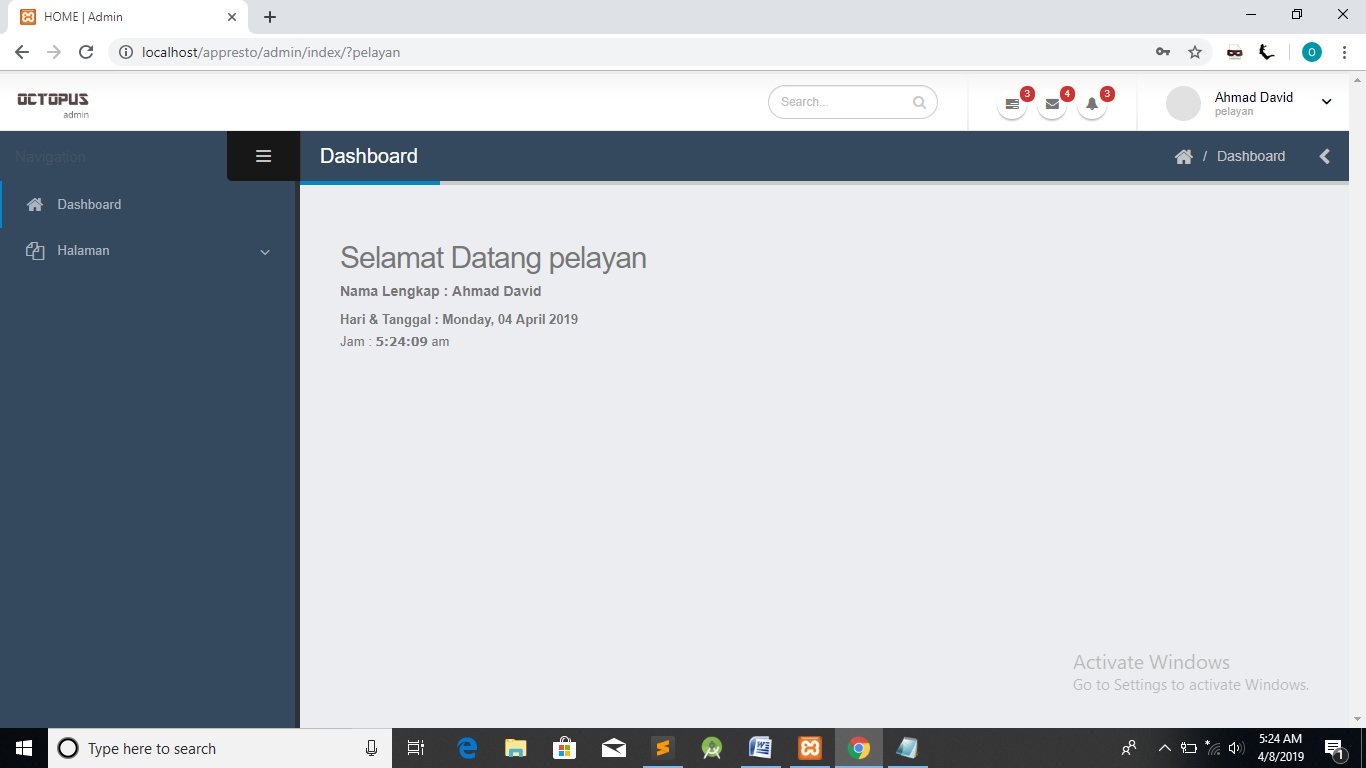 HOME | Admin
localhost/appresto/admin/index/?pelayan
O
OCTOPUS
admin
Search...
3
4
3
Ahmad David
pelayan
Navigation
Dashboard
/ Dashboard
Dashboard
Halaman
Selamat Datang pelayan
Nama Lengkap : Ahmad David
Hari & Tanggal : Monday, 04 April 2019
Jam : 5:24:09 am
Activate Windows
Go to Settings to activate Windows.
Type here to search
5:24 AM
4/8/2019
1